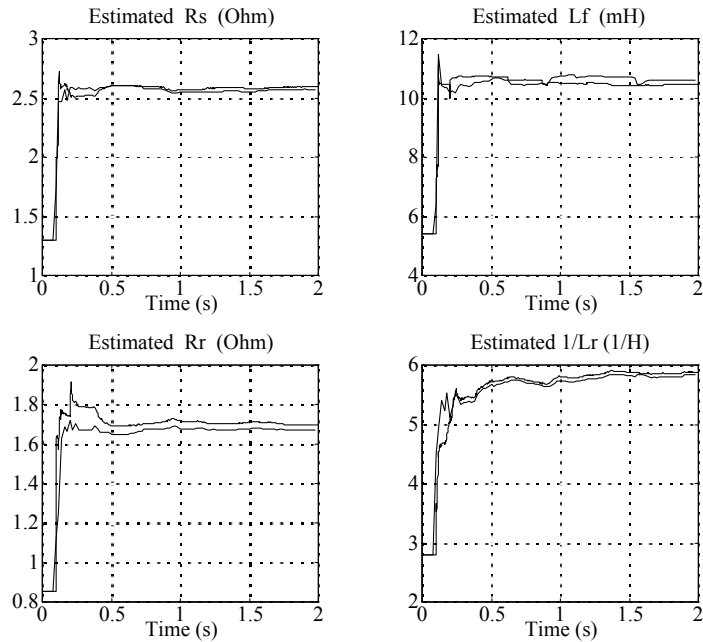 Estimated Rs (Ohm)
3
2.5
2
1.5
1
0 0.5 1 1.5 2
Time (s)
Estimated Lf (mH)
12
10
8
6
4
0 0.5 1 1.5 2
Time (s)
Estimated Rr (Ohm)
2
1.8
1.6
1.4
1.2
1
0.8
0 0.5 1 1.5 2
Time (s)
Estimated 1/Lr (1/H)
6
5
4
3
2
0 0.5 1 1.5 2
Time (s)